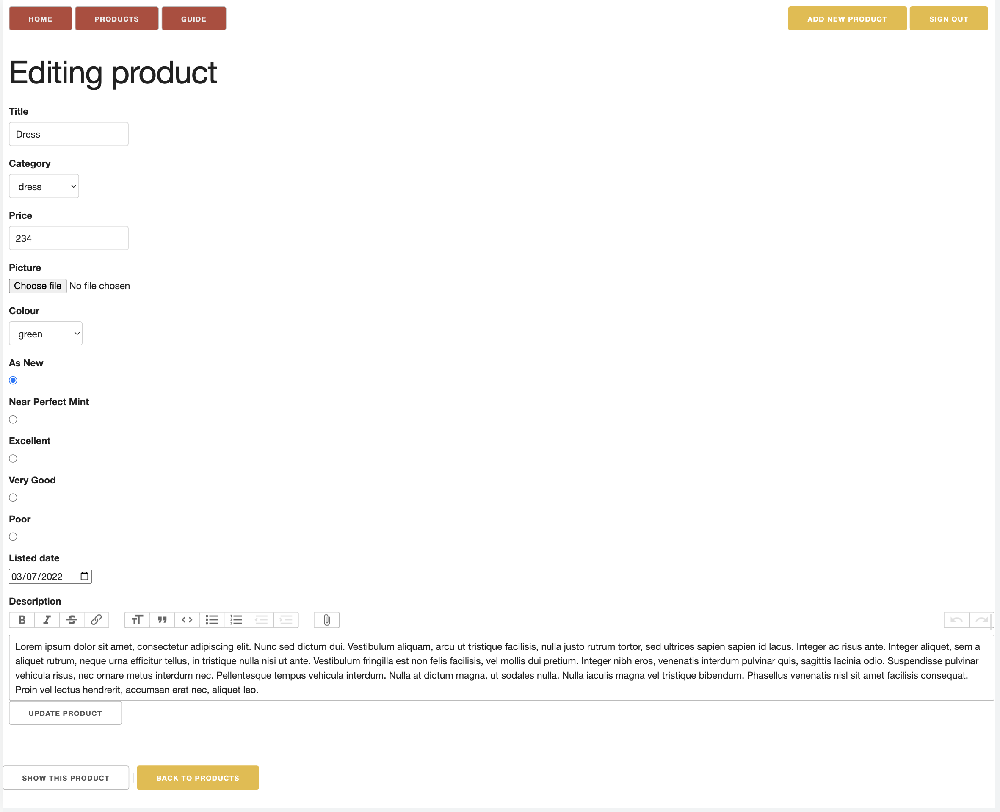 HOME PRODUCTS GUIDE ADD NEW PRODUCT SIGN OUT
Editing product
Title
Dress
Category
dress
Price
234
Picture
Choose file No file chosen
Colour
green
As New
Near Perfect Mint
Excellent
Very Good
Poor
Listed date
03/07/2022
Description
Lorem ipsum dolor sit amet, consectetur adipiscing elit. Nunc sed dictum dui. Vestibulum aliquam, arcu ut tristique facilisis, nulla justo rutrum tortor, sed ultrices sapien sapien id lacus. Integer ac risus ante. Integer aliquet, sem a
aliquet rutrum, neque urna efficitur tellus, in tristique nulla nisi ut ante. Vestibulum fringilla est non felis facilisis, vel mollis dui pretium. Integer nibh eros, venenatis interdum pulvinar quis, sagittis lacinia odio. Suspendisse pulvinar
vehicula risus, nec ornare metus interdum nec. Pellentesque tempus vehicula interdum. Nulla at dictum magna, ut sodales nulla. Nulla iaculis magna vel tristique bibendum. Phasellus venenatis nisl sit amet facilisis consequat.
Proin vel lectus hendrerit, accumsan erat nec, aliquet leo.
UPDATE PRODUCT
SHOW THIS PRODUCT | BACK TO PRODUCTS